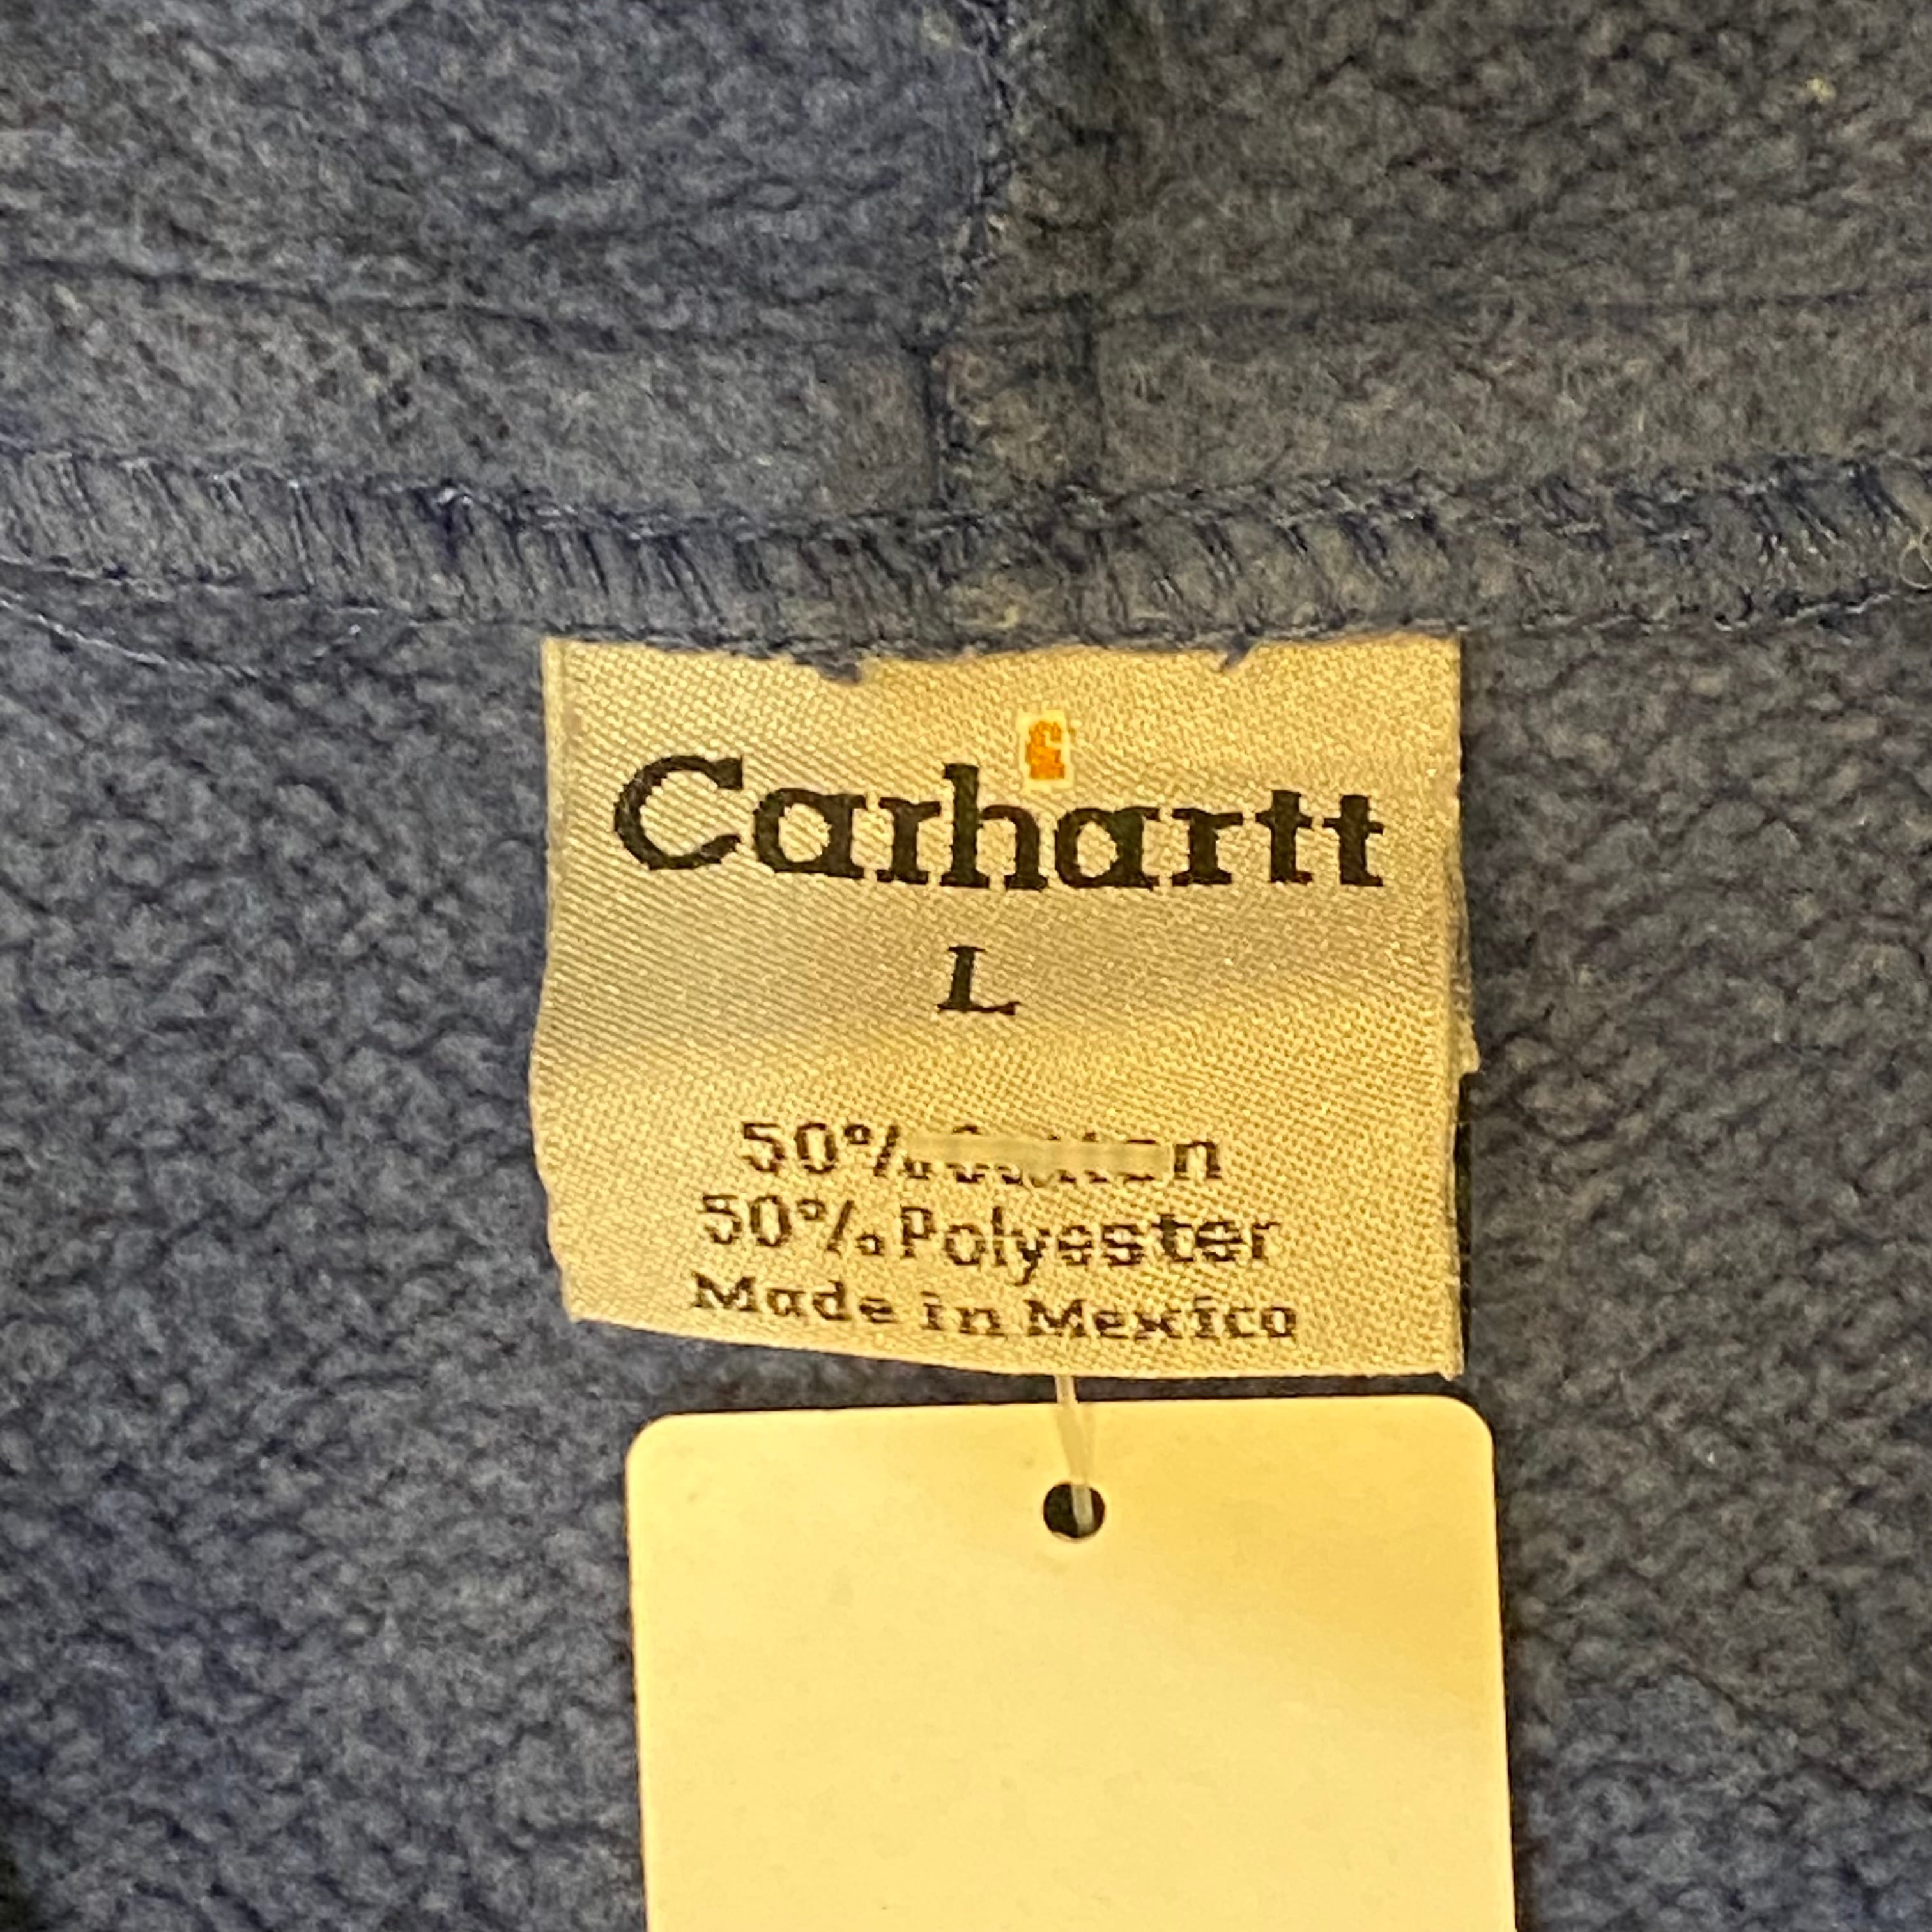 Carhartt
L
50%
50% Polyester
Made in Mexico